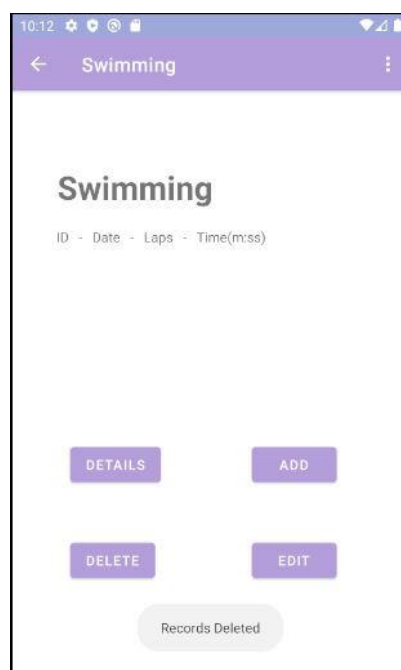 10:12
Swimming
Swimming
ID - Date - Laps - Time(m:ss)
DETAILS ADD
DELETE EDIT
Records Deleted